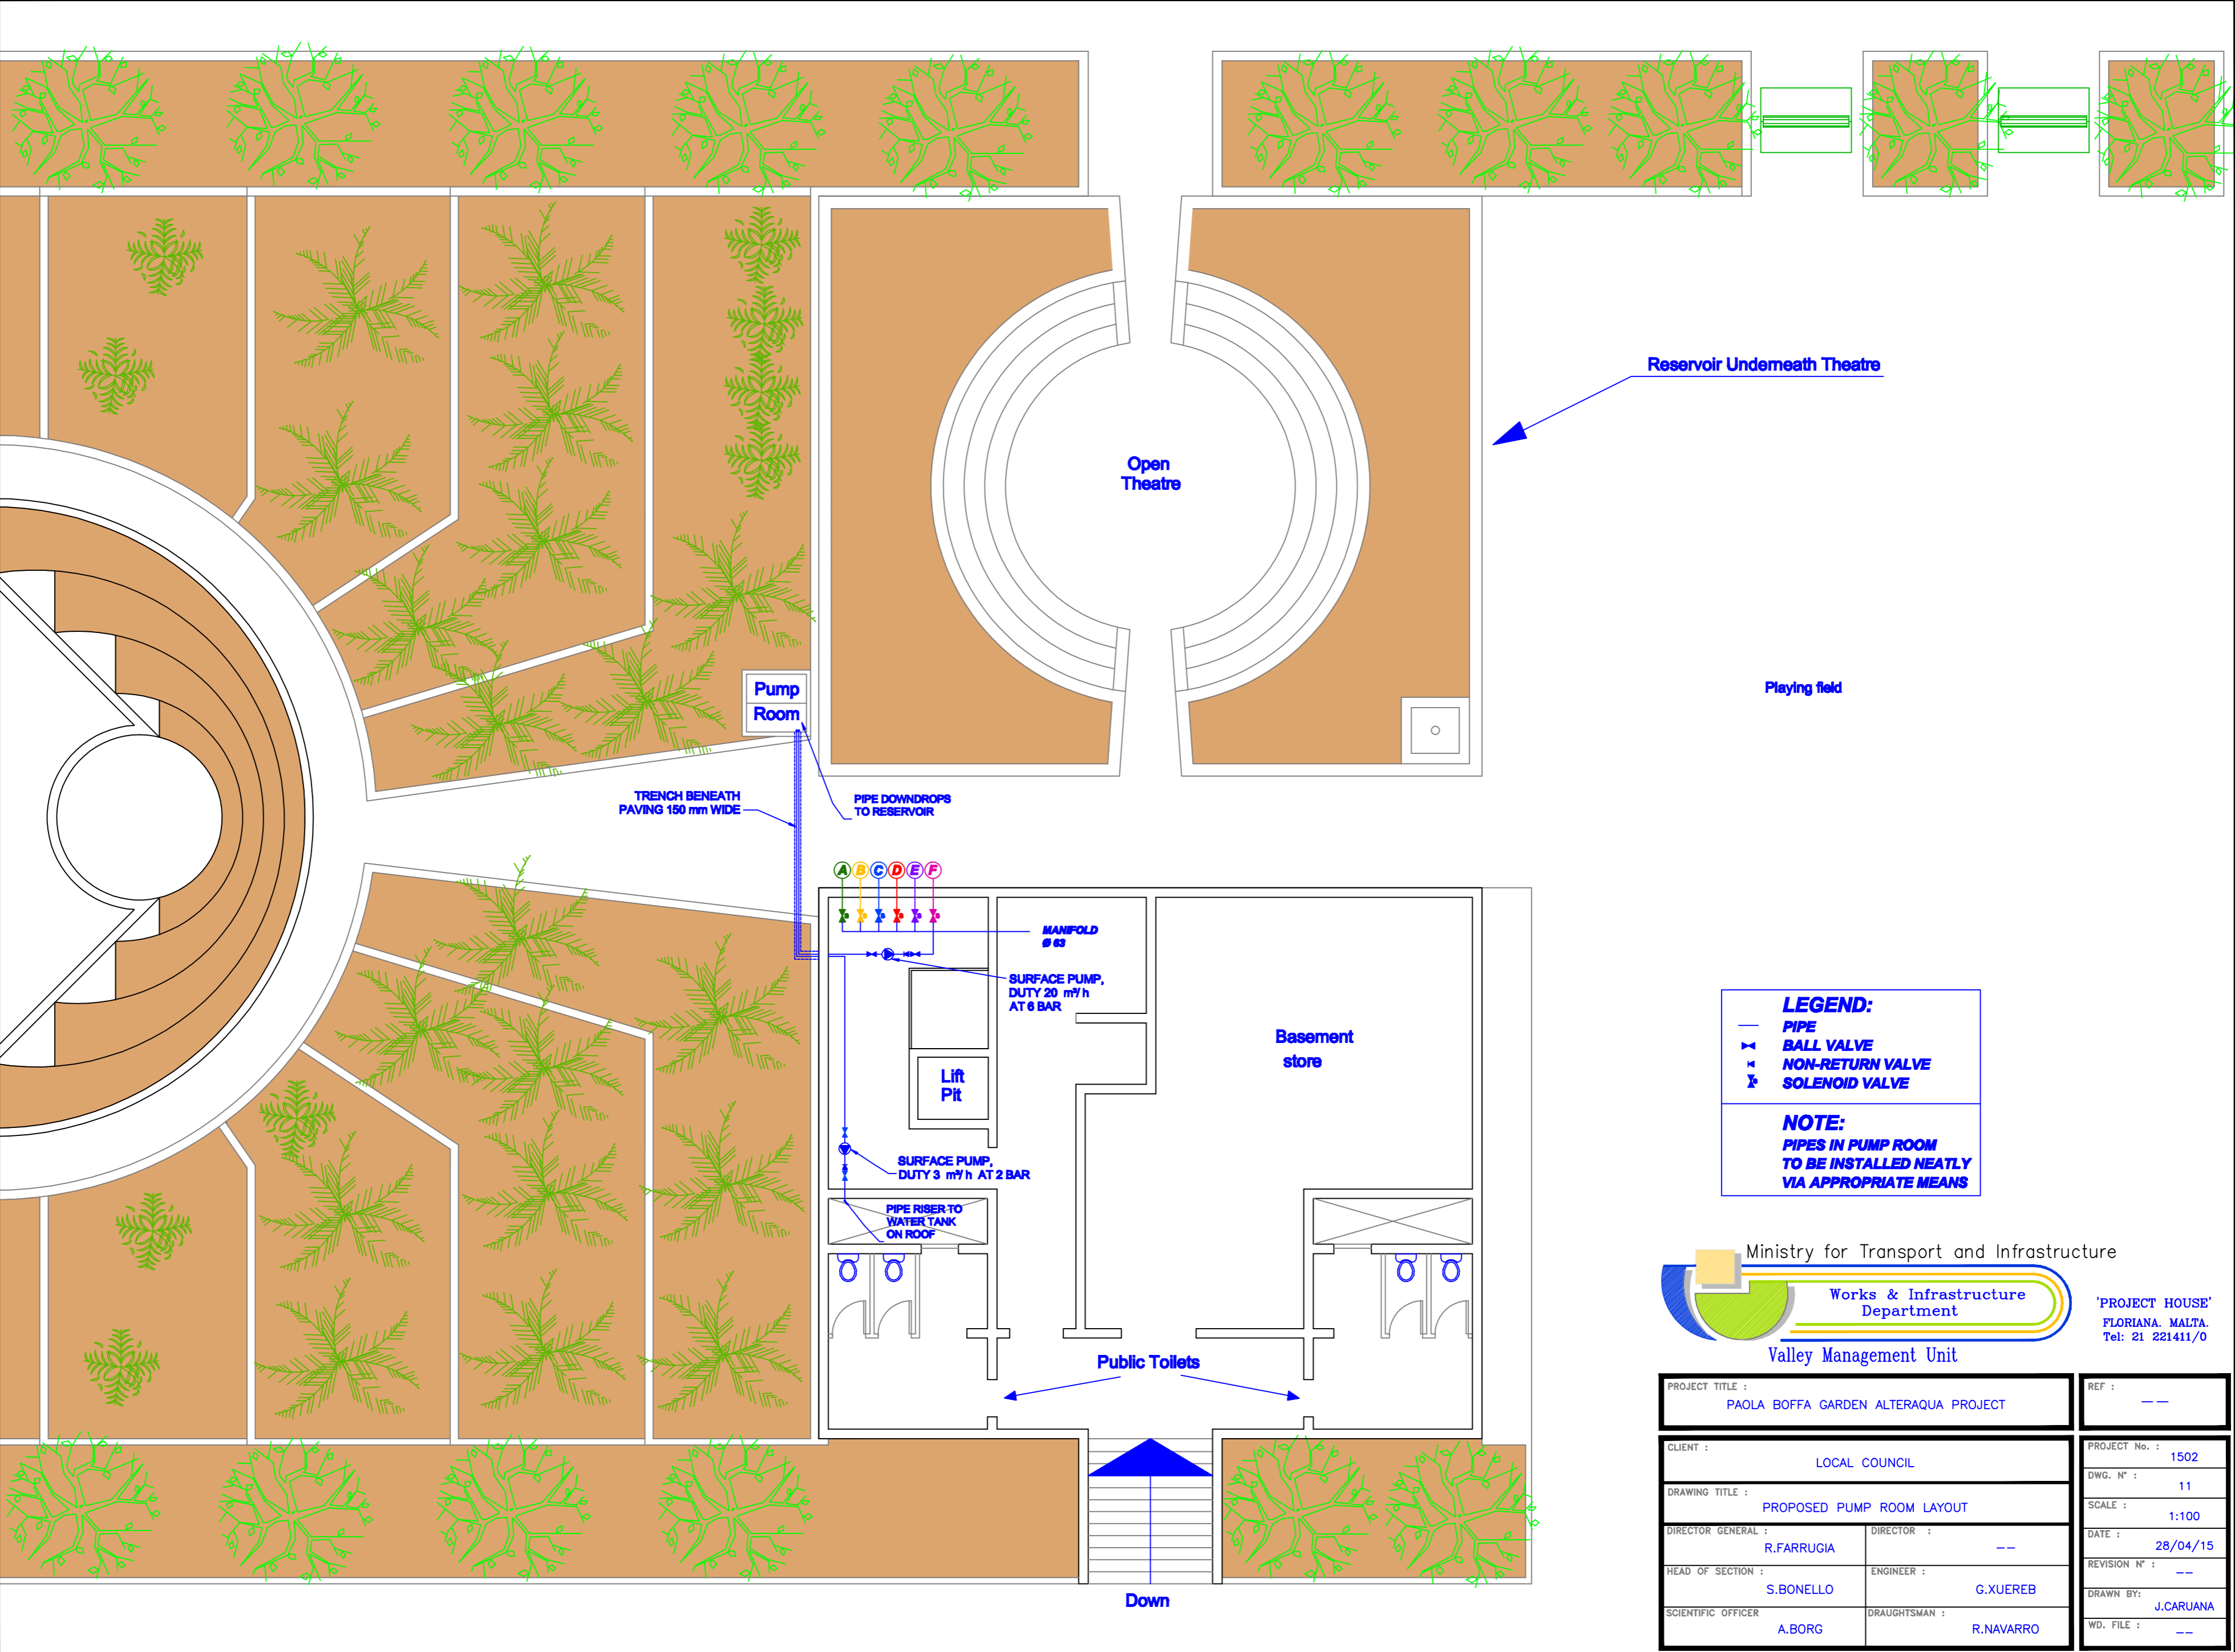 Reservoir Underneath Theatre
Open
Theatre
Pump
Room
Playing field
TRENCH BENEATH
PAVING 150 mm WIDE
PIPE DOWNDROPS
TO RESERVOIR
A B C D E F
MANIFOLD
Ø 63
SURFACE PUMP,
DUTY 20 m³/ h
AT 6 BAR
Basement
store
Lift
Pit
SURFACE PUMP,
DUTY 3 m³/ h AT 2 BAR
PIPE RISER TO
WATER TANK
ON ROOF
Public Toilets
Down
LEGEND:
PIPE
BALL VALVE
NON-RETURN VALVE
SOLENOID VALVE
NOTE:
PIPES IN PUMP ROOM
TO BE INSTALLED NEATLY
VIA APPROPRIATE MEANS
Ministry for Transport and Infrastructure
Works & Infrastructure
Department
Valley Management Unit
'PROJECT HOUSE'
FLORIANA. MALTA.
Tel: 21 221411/0
PROJECT TITLE :
PAOLA BOFFA GARDEN ALTERAQUA PROJECT
REF :
--
CLIENT :
LOCAL COUNCIL
DRAWING TITLE :
PROPOSED PUMP ROOM LAYOUT
DIRECTOR GENERAL :
R.FARRUGIA
DIRECTOR :
--
HEAD OF SECTION :
S.BONELLO
ENGINEER :
G.XUEREB
SCIENTIFIC OFFICER
A.BORG
DRAUGHTSMAN :
R.NAVARRO
PROJECT No. :
1502
DWG. N° :
11
SCALE :
1:100
DATE :
28/04/15
REVISION N° :
--
DRAWN BY:
J.CARUANA
WD. FILE :
--